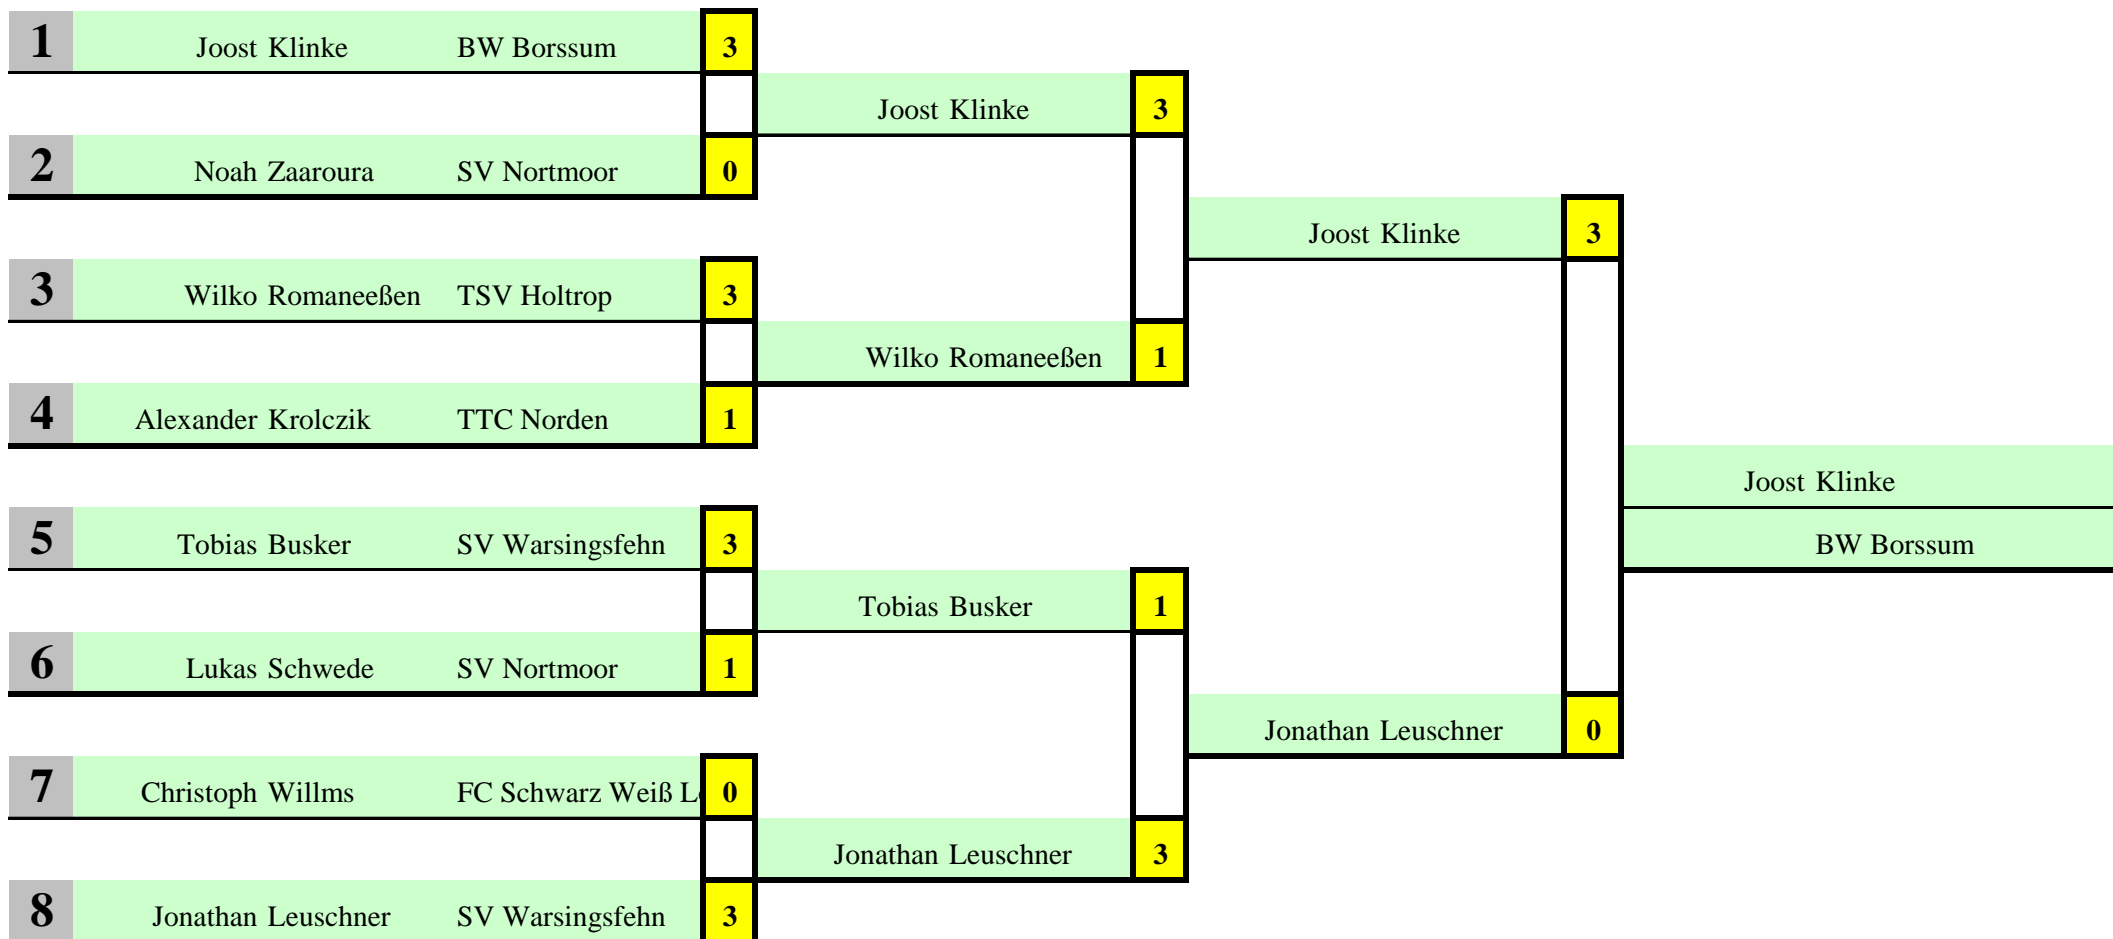 1 Joost Klinke BW Borssum 3
Joost Klinke 3
2 Noah Zaaroura SV Nortmoor 0
Joost Klinke 3
3 Wilko Romaneeßen TSV Holtrop 3
Wilko Romaneeßen 1
4 Alexander Krolczik TTC Norden 1
Joost Klinke
5 Tobias Busker SV Warsingsfehn 3
BW Borssum
Tobias Busker 1
6 Lukas Schwede SV Nortmoor 1
Jonathan Leuschner 0
7 Christoph Willms FC Schwarz Weiß 0
Jonathan Leuschner 3
8 Jonathan Leuschner SV Warsingsfehn 3